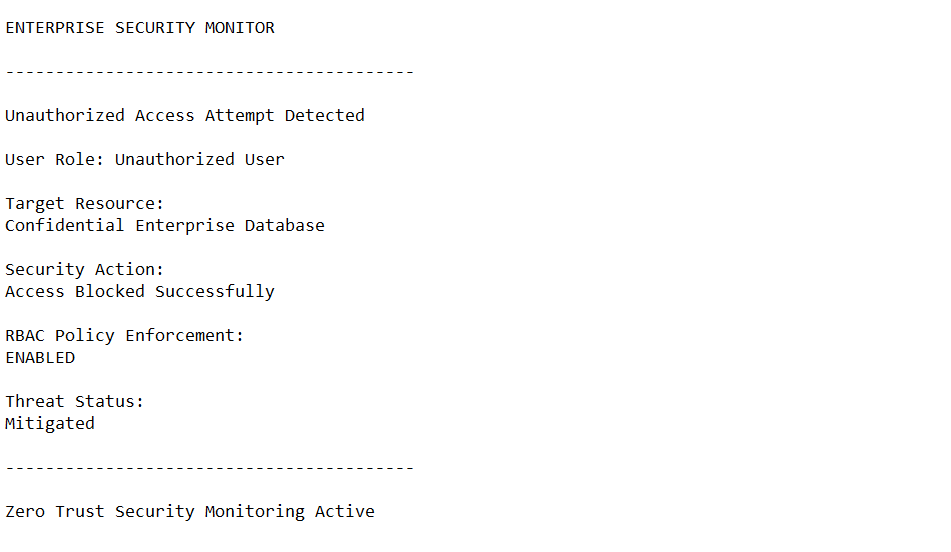 ENTERPRISE SECURITY MONITOR
-----------------------------------------
Unauthorized Access Attempt Detected
User Role: Unauthorized User
Target Resource:
Confidential Enterprise Database
Security Action:
Access Blocked Successfully
RBAC Policy Enforcement:
ENABLED
Threat Status:
Mitigated
-----------------------------------------
Zero Trust Security Monitoring Active